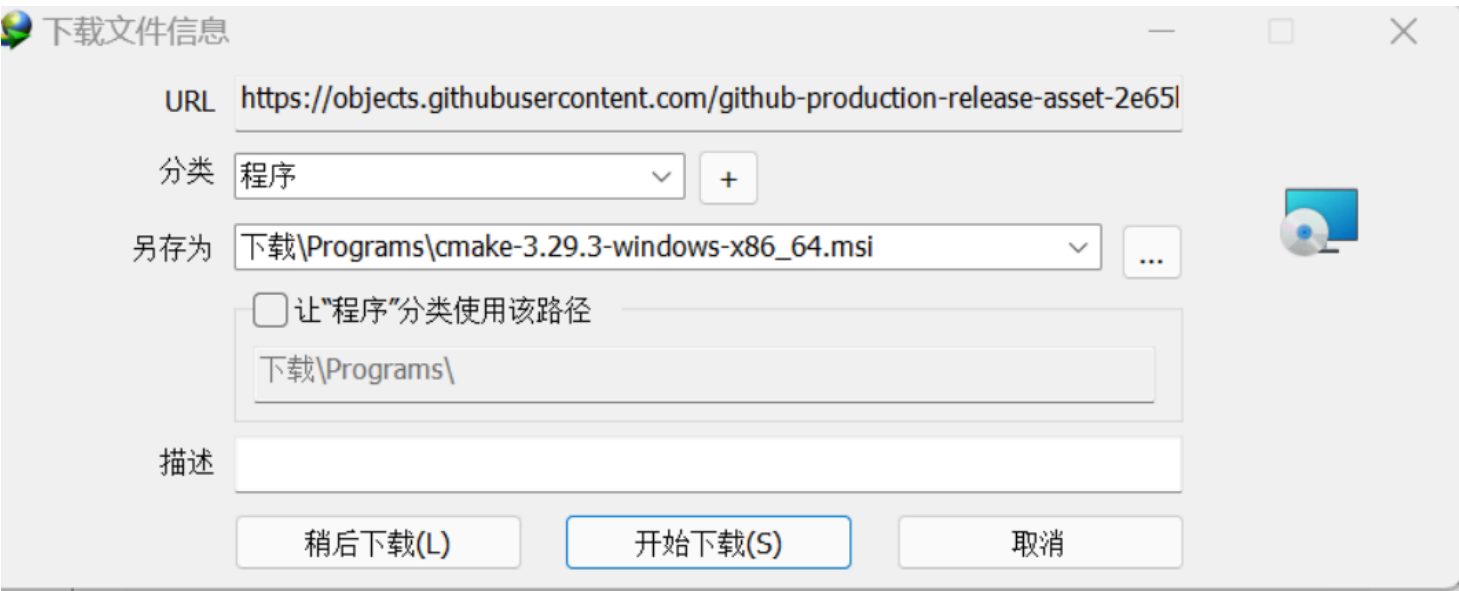 下载文件信息
URL https://objects.githubusercontent.com/github-production-release-asset-2e65
分类 程序 +
另存为 下载\Programs\cmake-3.29.3-windows-x86_64.msi ...
让“程序”分类使用该路径
下载\Programs\
描述
稍后下载(L) 开始下载(S) 取消